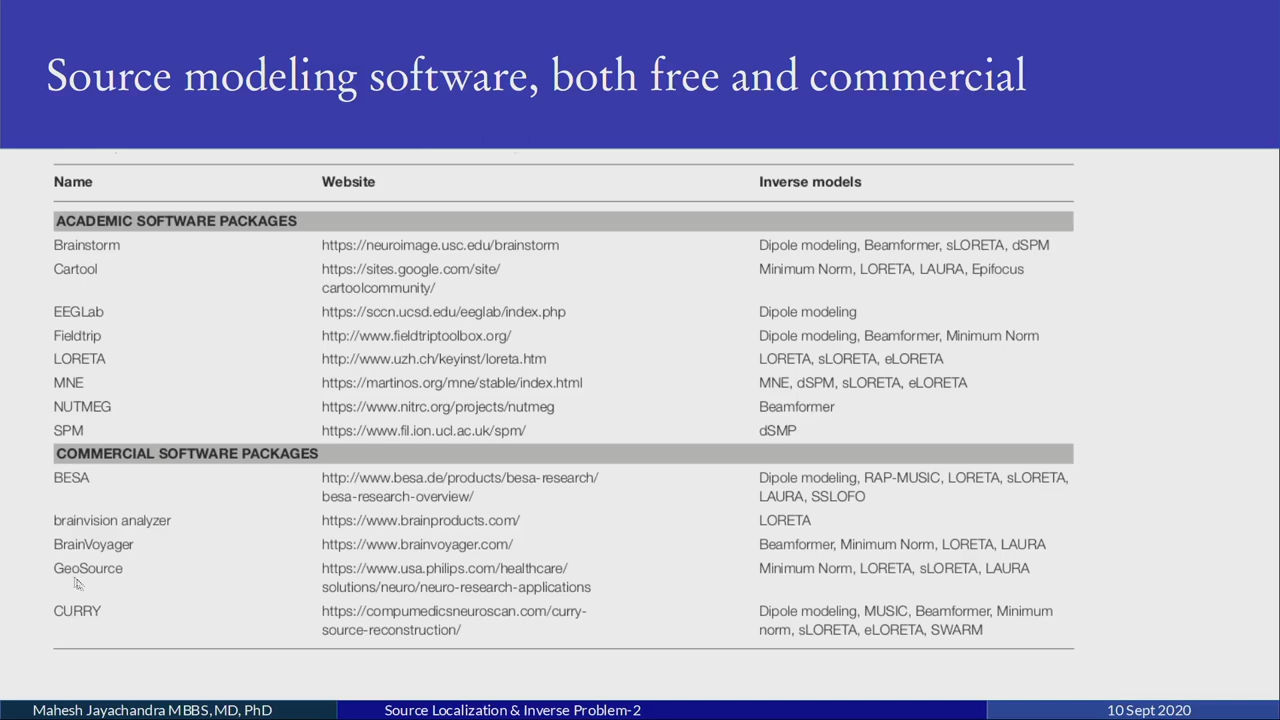 Source modeling software, both free and commercial
Name Website Inverse models
ACADEMIC SOFTWARE PACKAGES
Brainstorm https://neuroimage.usc.edu/brainstorm Dipole modeling, Beamformer, sLORETA, dSPM
Cartool https://sites.google.com/site/ Minimum Norm, LORETA, LAURA, Epifocus
cartoolcommunity/
EEGLab https://sccn.ucsd.edu/eeglab/index.php Dipole modeling
Fieldtrip http://www.fieldtriptoolbox.org/ Dipole modeling, Beamformer, Minimum Norm
LORETA http://www.uzh.ch/keyinst/loreta.htm LORETA, sLORETA, eLORETA
MNE https://martinos.org/mne/stable/index.html MNE, dSPM, sLORETA, eLORETA
NUTMEG https://www.nitrc.org/projects/nutmeg Beamformer
SPM https://www.fil.ion.ucl.ac.uk/spm/ dSMP
COMMERCIAL SOFTWARE PACKAGES
BESA http://www.besa.de/products/besa-research/ Dipole modeling, RAP-MUSIC, LORETA, sLORETA,
besa-research-overview/ LAURA, SSLOFO
brainvision analyzer https://www.brainproducts.com/ LORETA
BrainVoyager https://www.brainvoyager.com/ Beamformer, Minimum Norm, LORETA, LAURA
GeoSource https://www.usa.philips.com/healthcare/ Minimum Norm, LORETA, sLORETA, LAURA
solutions/neuro/neuro-research-applications
CURRY https://compumedicsneuroscan.com/curry- Dipole modeling, MUSIC, Beamformer, Minimum
source-reconstruction/ norm, sLORETA, eLORETA, SWARM
Mahesh Jayachandra MBBS, MD, PhD Source Localization & Inverse Problem-2 10 Sept 2020